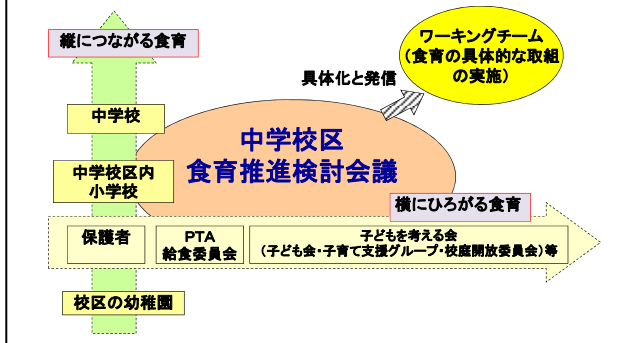 縦につながる食育
ワーキングチーム
（食育の具体的な取組
の実施）
具体化と発信
中学校
中学校区
食育推進検討会議
中学校区内
小学校
横にひろがる食育
保護者
PTA
給食委員会
子どもを考える会
（子ども会・子育て支援グループ・校庭開放委員会）等
校区の幼稚園